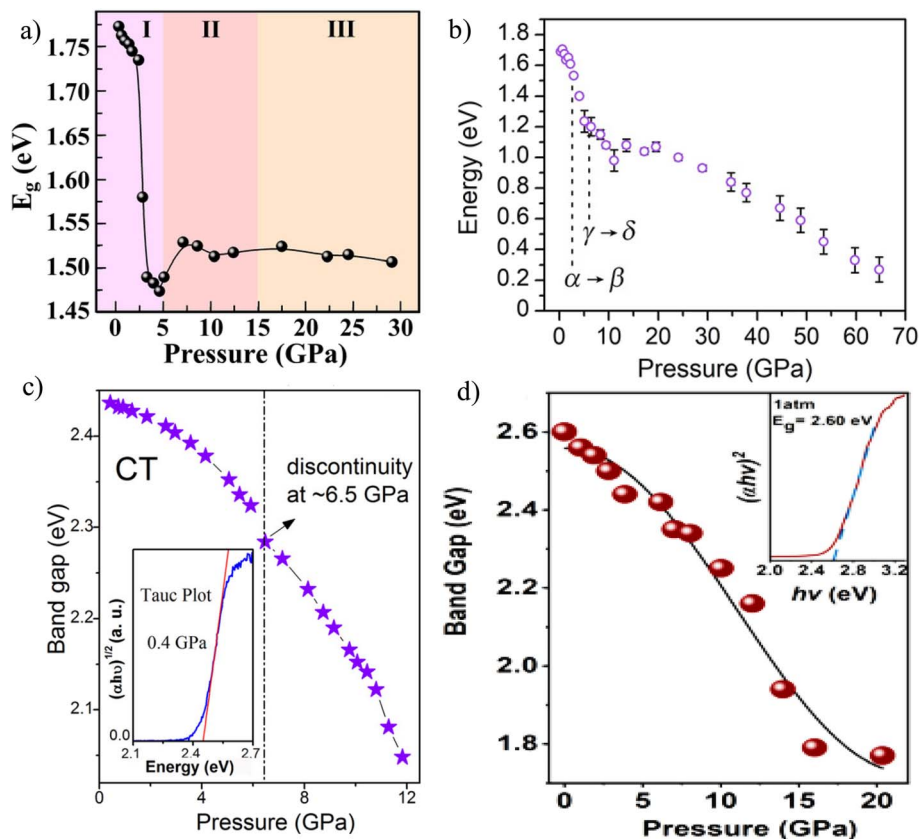 a)
I II III
1.75
1.70
1.65
1.60
1.55
1.50
1.45
E_g (eV)
0 5 10 15 20 25 30
Pressure (GPa)
b)
1.8
1.6
1.4
1.2
1.0
0.8
0.6
0.4
0.2
Energy (eV)
γ → δ
α → β
0 10 20 30 40 50 60 70
Pressure (GPa)
c)
2.4
2.3
2.2
2.1
Band gap (eV)
CT
discontinuity
at ~6.5 GPa
Tauc Plot
0.4 GPa
(αhυ)^1/2 (a. u.)
0.0
2.1 2.4 2.7
Energy (eV)
0 2 4 6 8 10 12
Pressure (GPa)
d)
2.6
2.4
2.2
2.0
1.8
Band Gap (eV)
1atm
E_g= 2.60 eV
(αhν)^2
2.0 2.4 2.8 3.2
hν (eV)
0 5 10 15 20
Pressure (GPa)